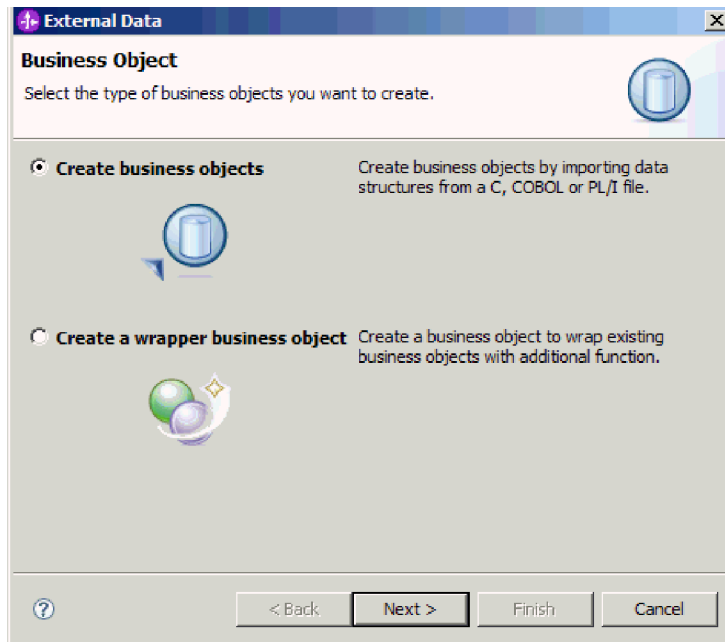 External Data
Business Object
Select the type of business objects you want to create.
Create business objects
Create business objects by importing data
structures from a C, COBOL or PL/I file.
Create a wrapper business object
Create a business object to wrap existing
business objects with additional function.
?
< Back
Next >
Finish
Cancel